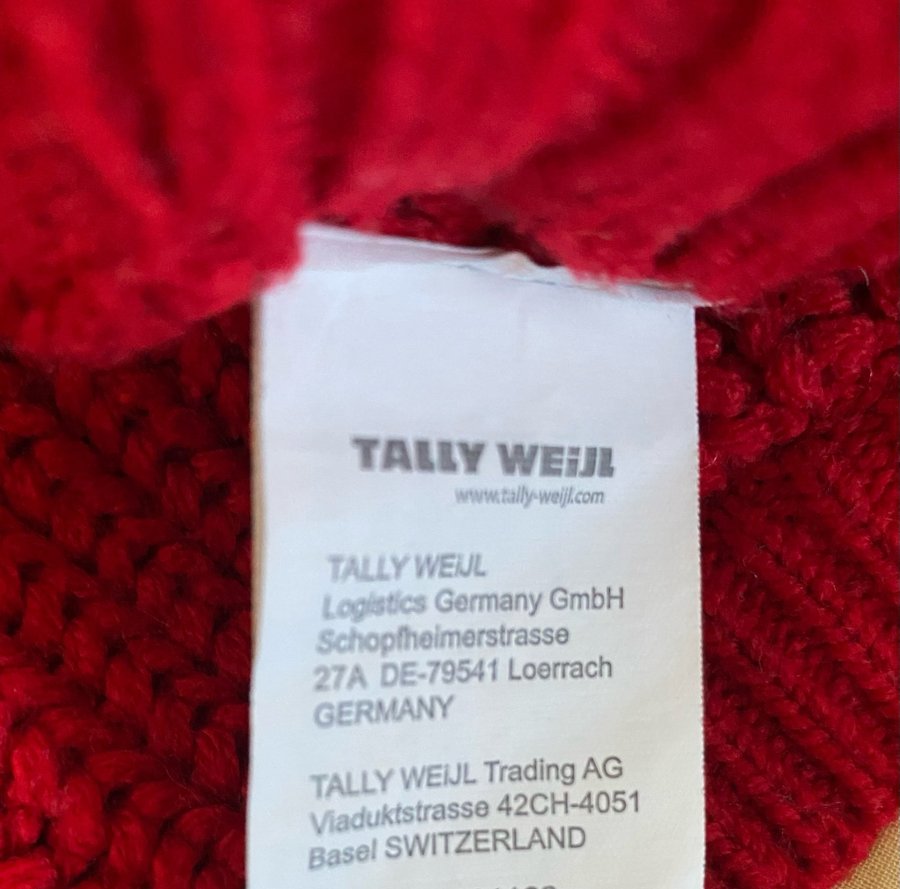 TALLY WEiJL
www.tally-weijl.com
TALLY WEIJL
Logistics Germany GmbH
Schopfheimerstrasse
27A DE-79541 Loerrach
GERMANY
TALLY WEIJL Trading AG
Viaduktstrasse 42CH-4051
Basel SWITZERLAND